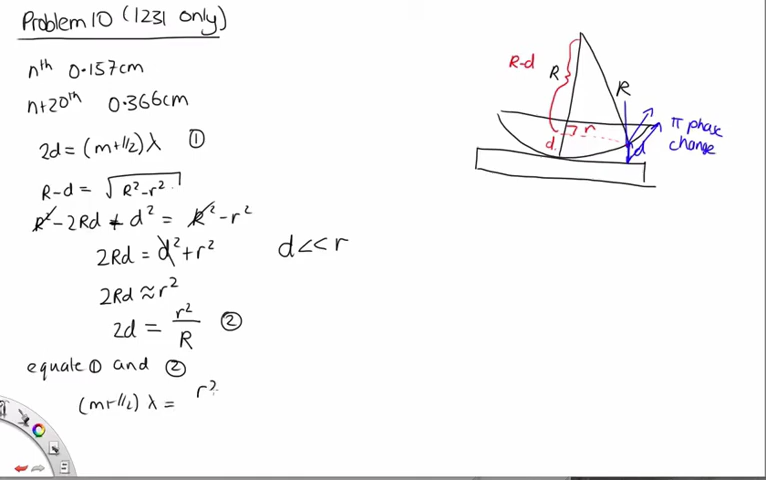 Problem 10 (1231 only)
nth 0.157cm
n+20th 0.366cm
2d = (m+1/2) λ ①
R-d = √R²-r²
R² - 2Rd + d² = R² - r²
2Rd = d² + r² d << r
2Rd ≈ r²
2d = r²/R ②
equate ① and ②
(m+1/2) λ = r²
R-d
R
r
d
R
d
π phase
change